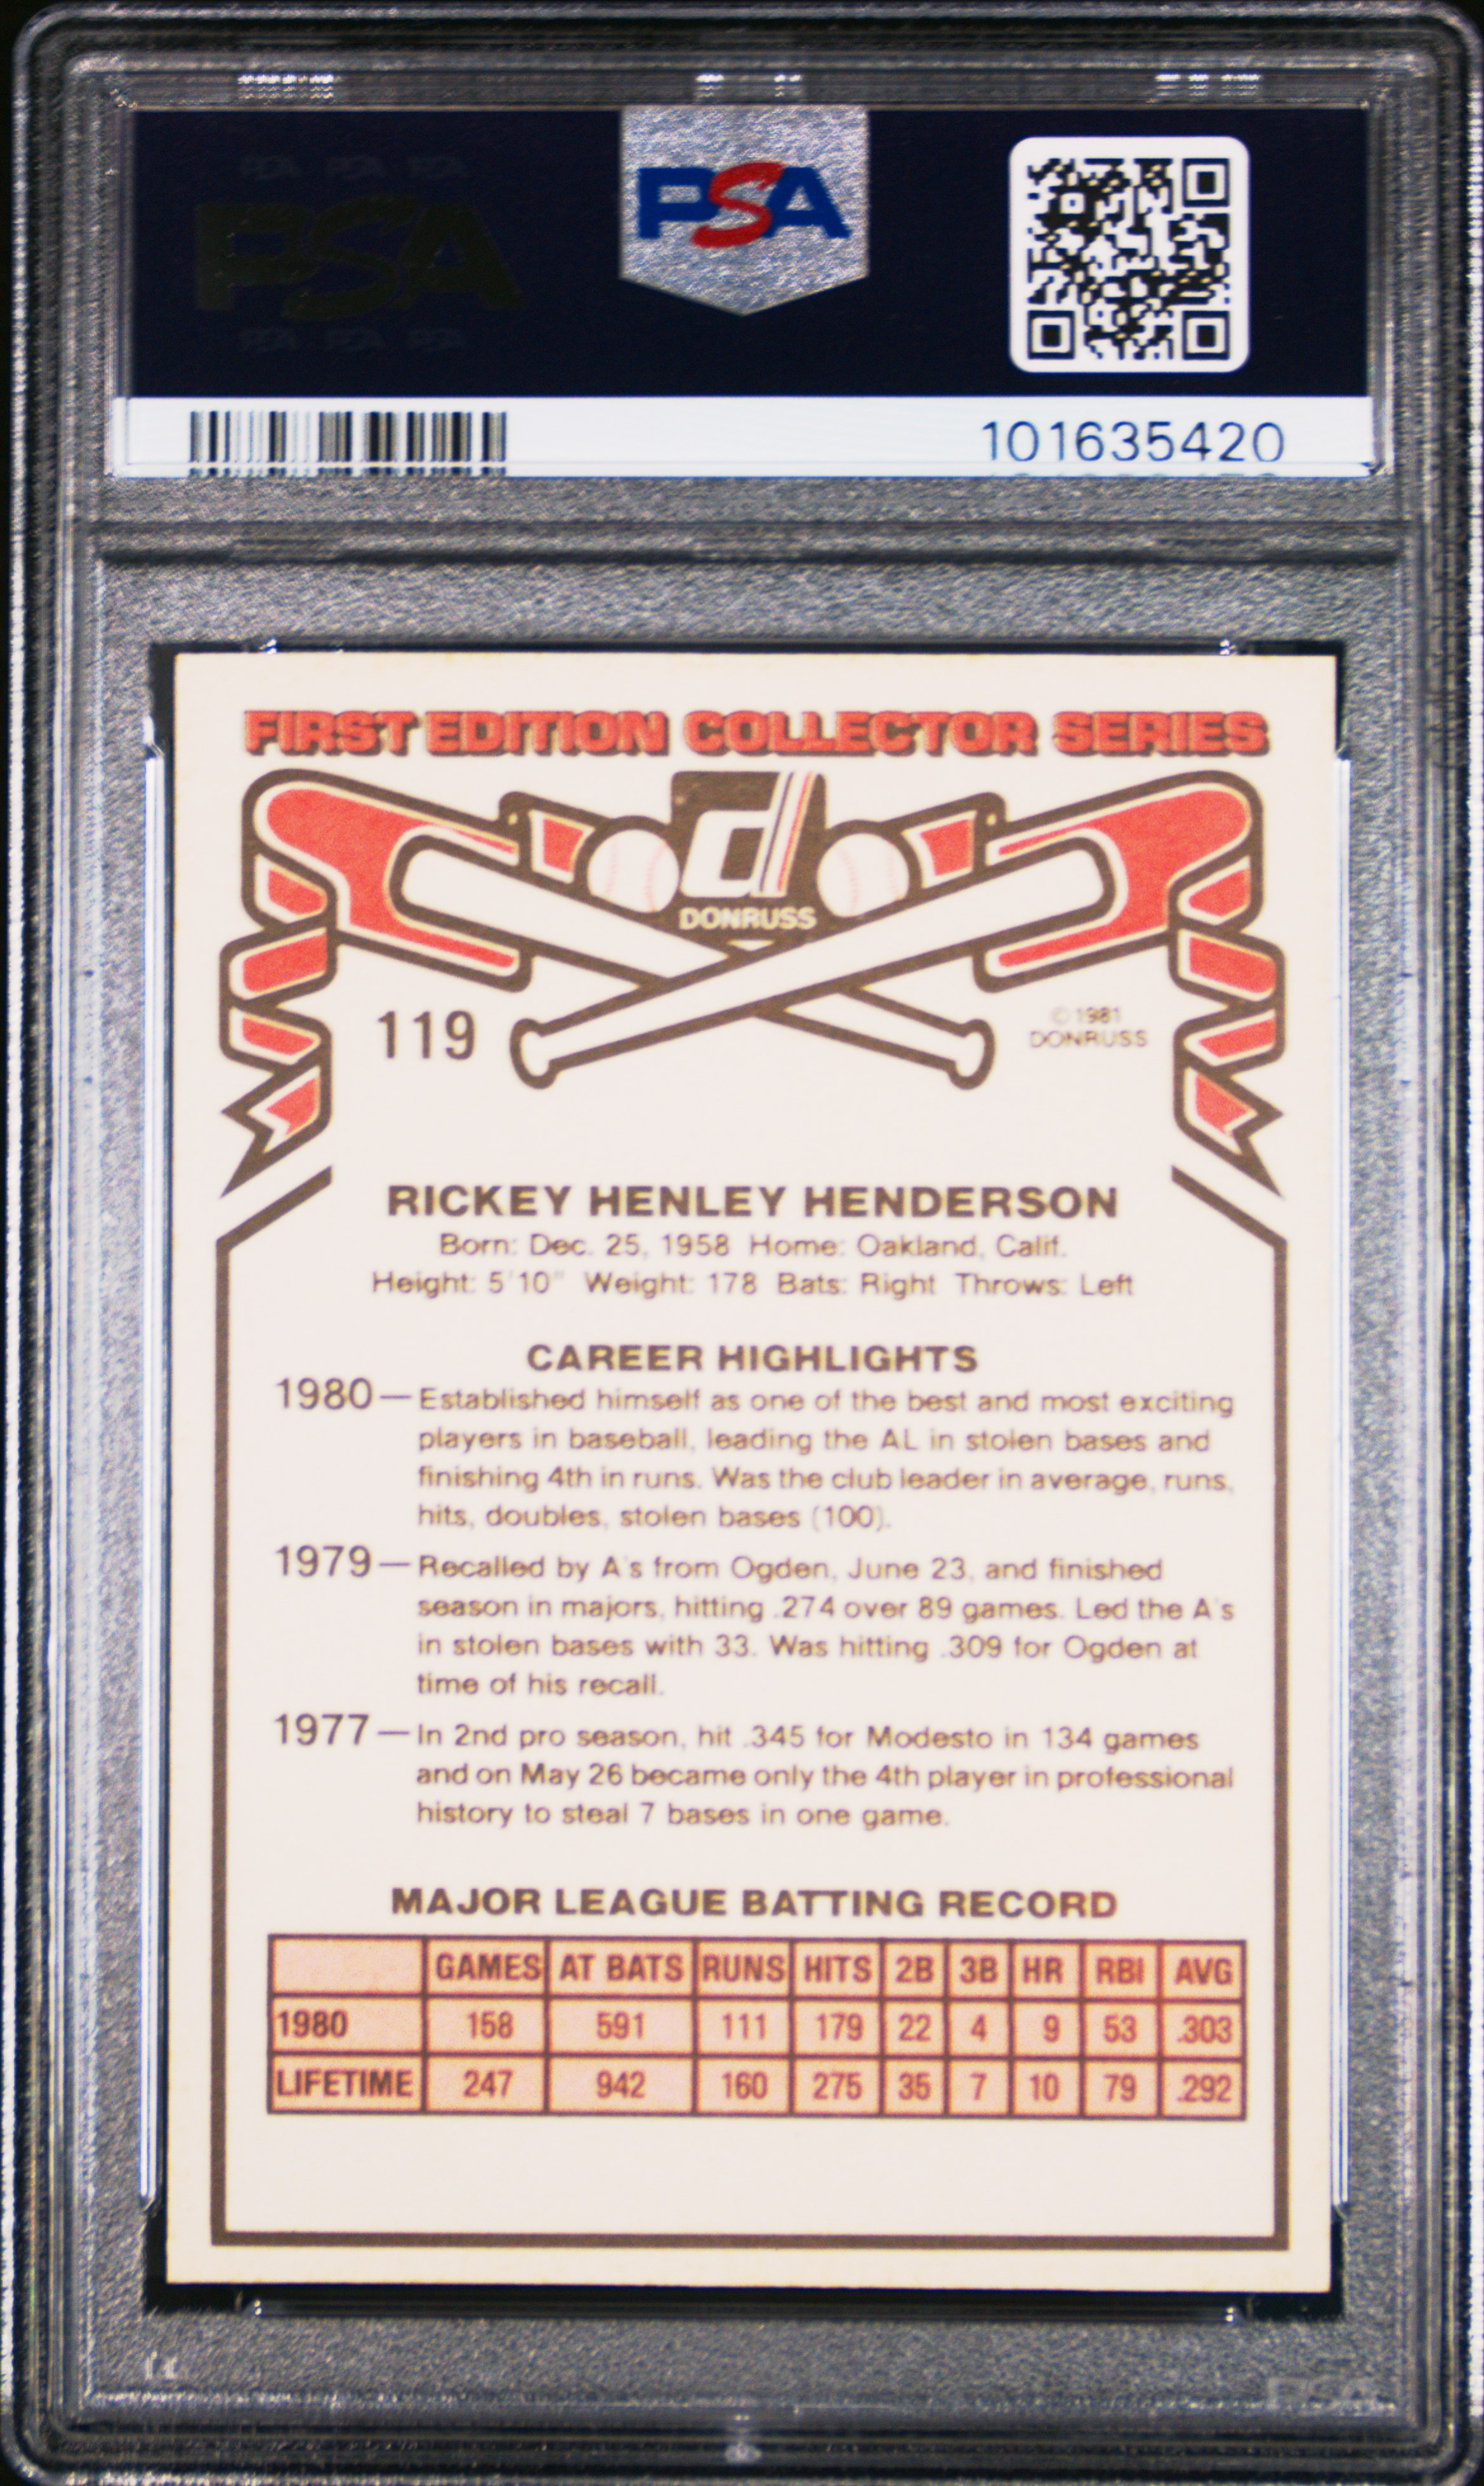 PSA PSA PSA
PSA
PSA PSA PSA
PSA
101635420
FIRST EDITION COLLECTOR SERIES
d
DONRUSS
119
© 1981
DONRUSS
RICKEY HENLEY HENDERSON
Born: Dec. 25, 1958 Home: Oakland, Calif.
Height: 5'10" Weight: 178 Bats: Right Throws: Left
CAREER HIGHLIGHTS
1980—Established himself as one of the best and most exciting
players in baseball, leading the AL in stolen bases and
finishing 4th in runs. Was the club leader in average, runs,
hits, doubles, stolen bases (100).
1979—Recalled by A's from Ogden, June 23, and finished
season in majors, hitting .274 over 89 games. Led the A's
in stolen bases with 33. Was hitting .309 for Ogden at
time of his recall.
1977—In 2nd pro season, hit .345 for Modesto in 134 games
and on May 26 became only the 4th player in professional
history to steal 7 bases in one game.
MAJOR LEAGUE BATTING RECORD
GAMES AT BATS RUNS HITS 2B 3B HR RBI AVG
1980 158 591 111 179 22 4 9 53 .303
LIFETIME 247 942 160 275 35 7 10 79 .292